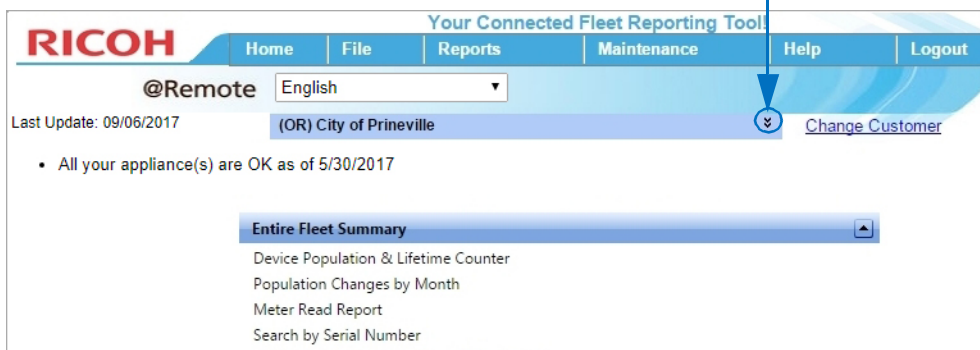 Your Connected Fleet Reporting Tool!
RICOH
Home File Reports Maintenance Help Logout
@Remote English
Last Update: 09/06/2017 (OR) City of Prineville Change Customer
• All your appliance(s) are OK as of 5/30/2017
Entire Fleet Summary
Device Population & Lifetime Counter
Population Changes by Month
Meter Read Report
Search by Serial Number